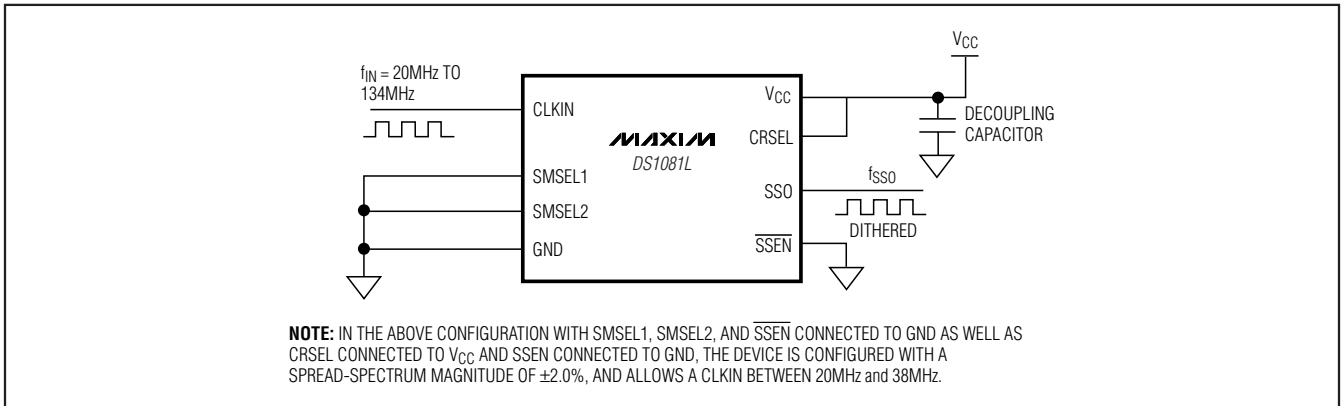 VCC
fIN = 20MHz TO
134MHz
CLKIN
VCC
DECOUPLING
CAPACITOR
MAXIM
CRSEL
DS1081L
SMSEL1
fSSO
SSO
SMSEL2
DITHERED
GND
SSEN
NOTE: IN THE ABOVE CONFIGURATION WITH SMSEL1, SMSEL2, AND SSEN CONNECTED TO GND AS WELL AS
CRSEL CONNECTED TO VCC AND SSEN CONNECTED TO GND, THE DEVICE IS CONFIGURED WITH A
SPREAD-SPECTRUM MAGNITUDE OF ±2.0%, AND ALLOWS A CLKIN BETWEEN 20MHz and 38MHz.